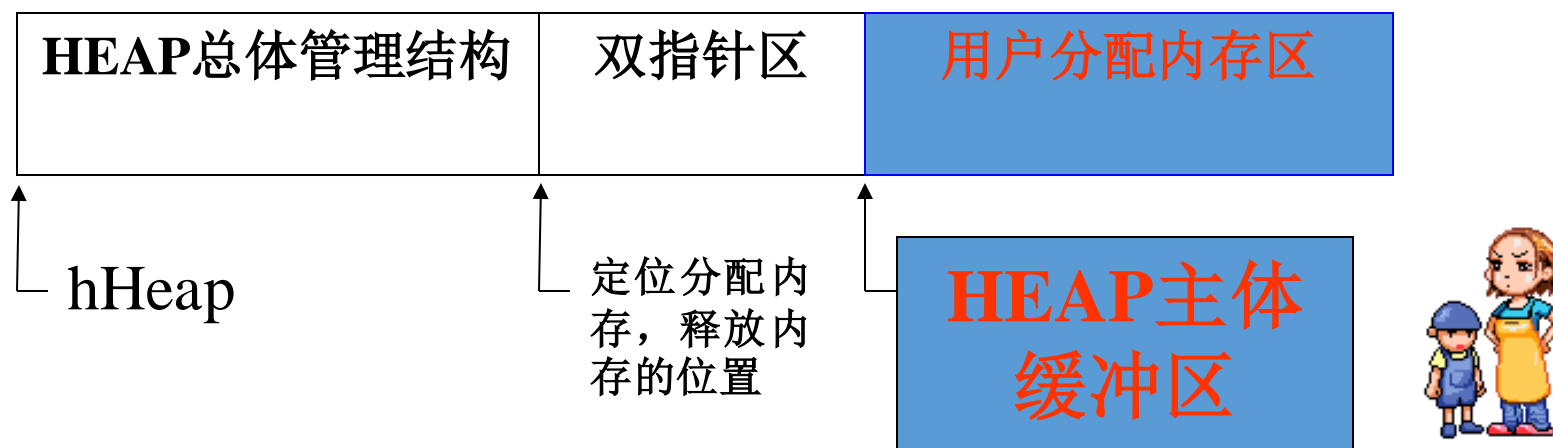 HEAP总体管理结构
双指针区
用户分配内存区
hHeap
定位分配内
存，释放内
存的位置
HEAP主体
缓冲区